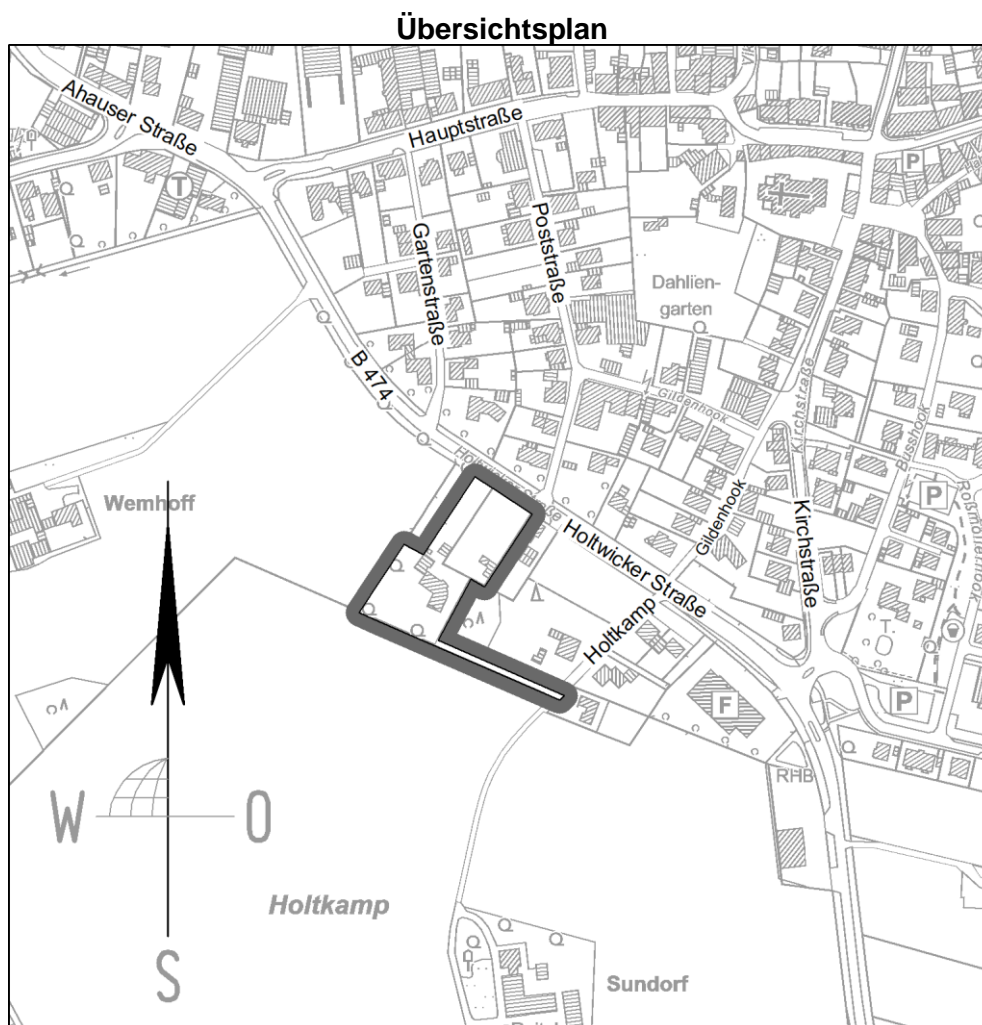 Übersichtsplan
Ahauser Straße
Hauptstraße
P
T
Gartenstraße
Poststraße
Dahlien-
garten
B 474
Gildenhook
Kirchstraße
Busshook
Wemhoff
P
Gildenhook
Kirchstraße
Holtwicker Straße
Holtkamp
T.
F
P
RHB
W
O
Holtkamp
S
Sundorf